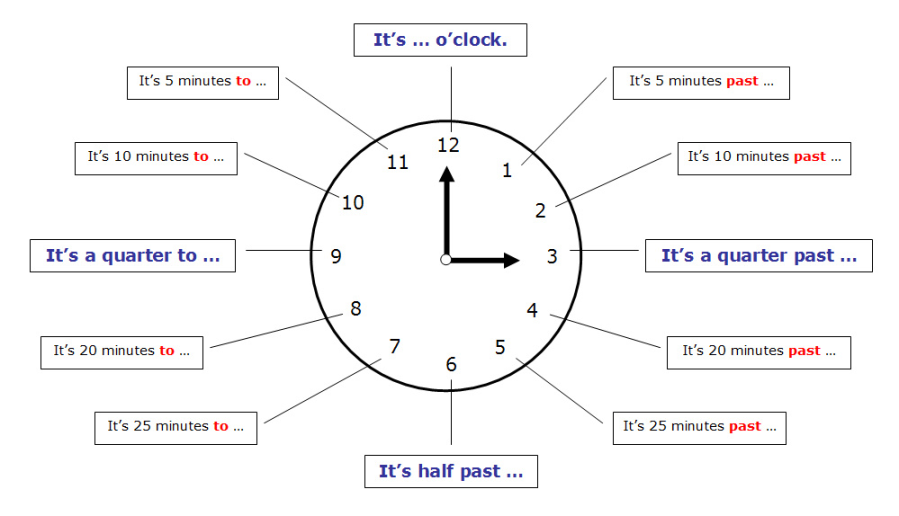 It's ... o'clock.
It's 5 minutes to ...
It's 5 minutes past ...
12
11
1
It's 10 minutes to ...
It's 10 minutes past ...
10
2
It's a quarter to ...
9
3
It's a quarter past ...
8
4
It's 20 minutes to ...
7
5
It's 20 minutes past ...
6
It's 25 minutes to ...
It's 25 minutes past ...
It's half past ...